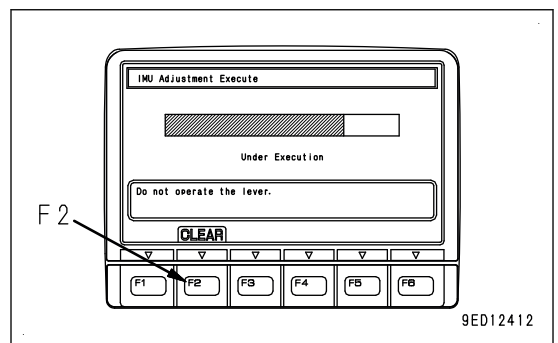 IMU Adjustment Execute
Under Execution
Do not operate the lever.
F2
CLEAR
F1 F2 F3 F4 F5 F6
9ED12412